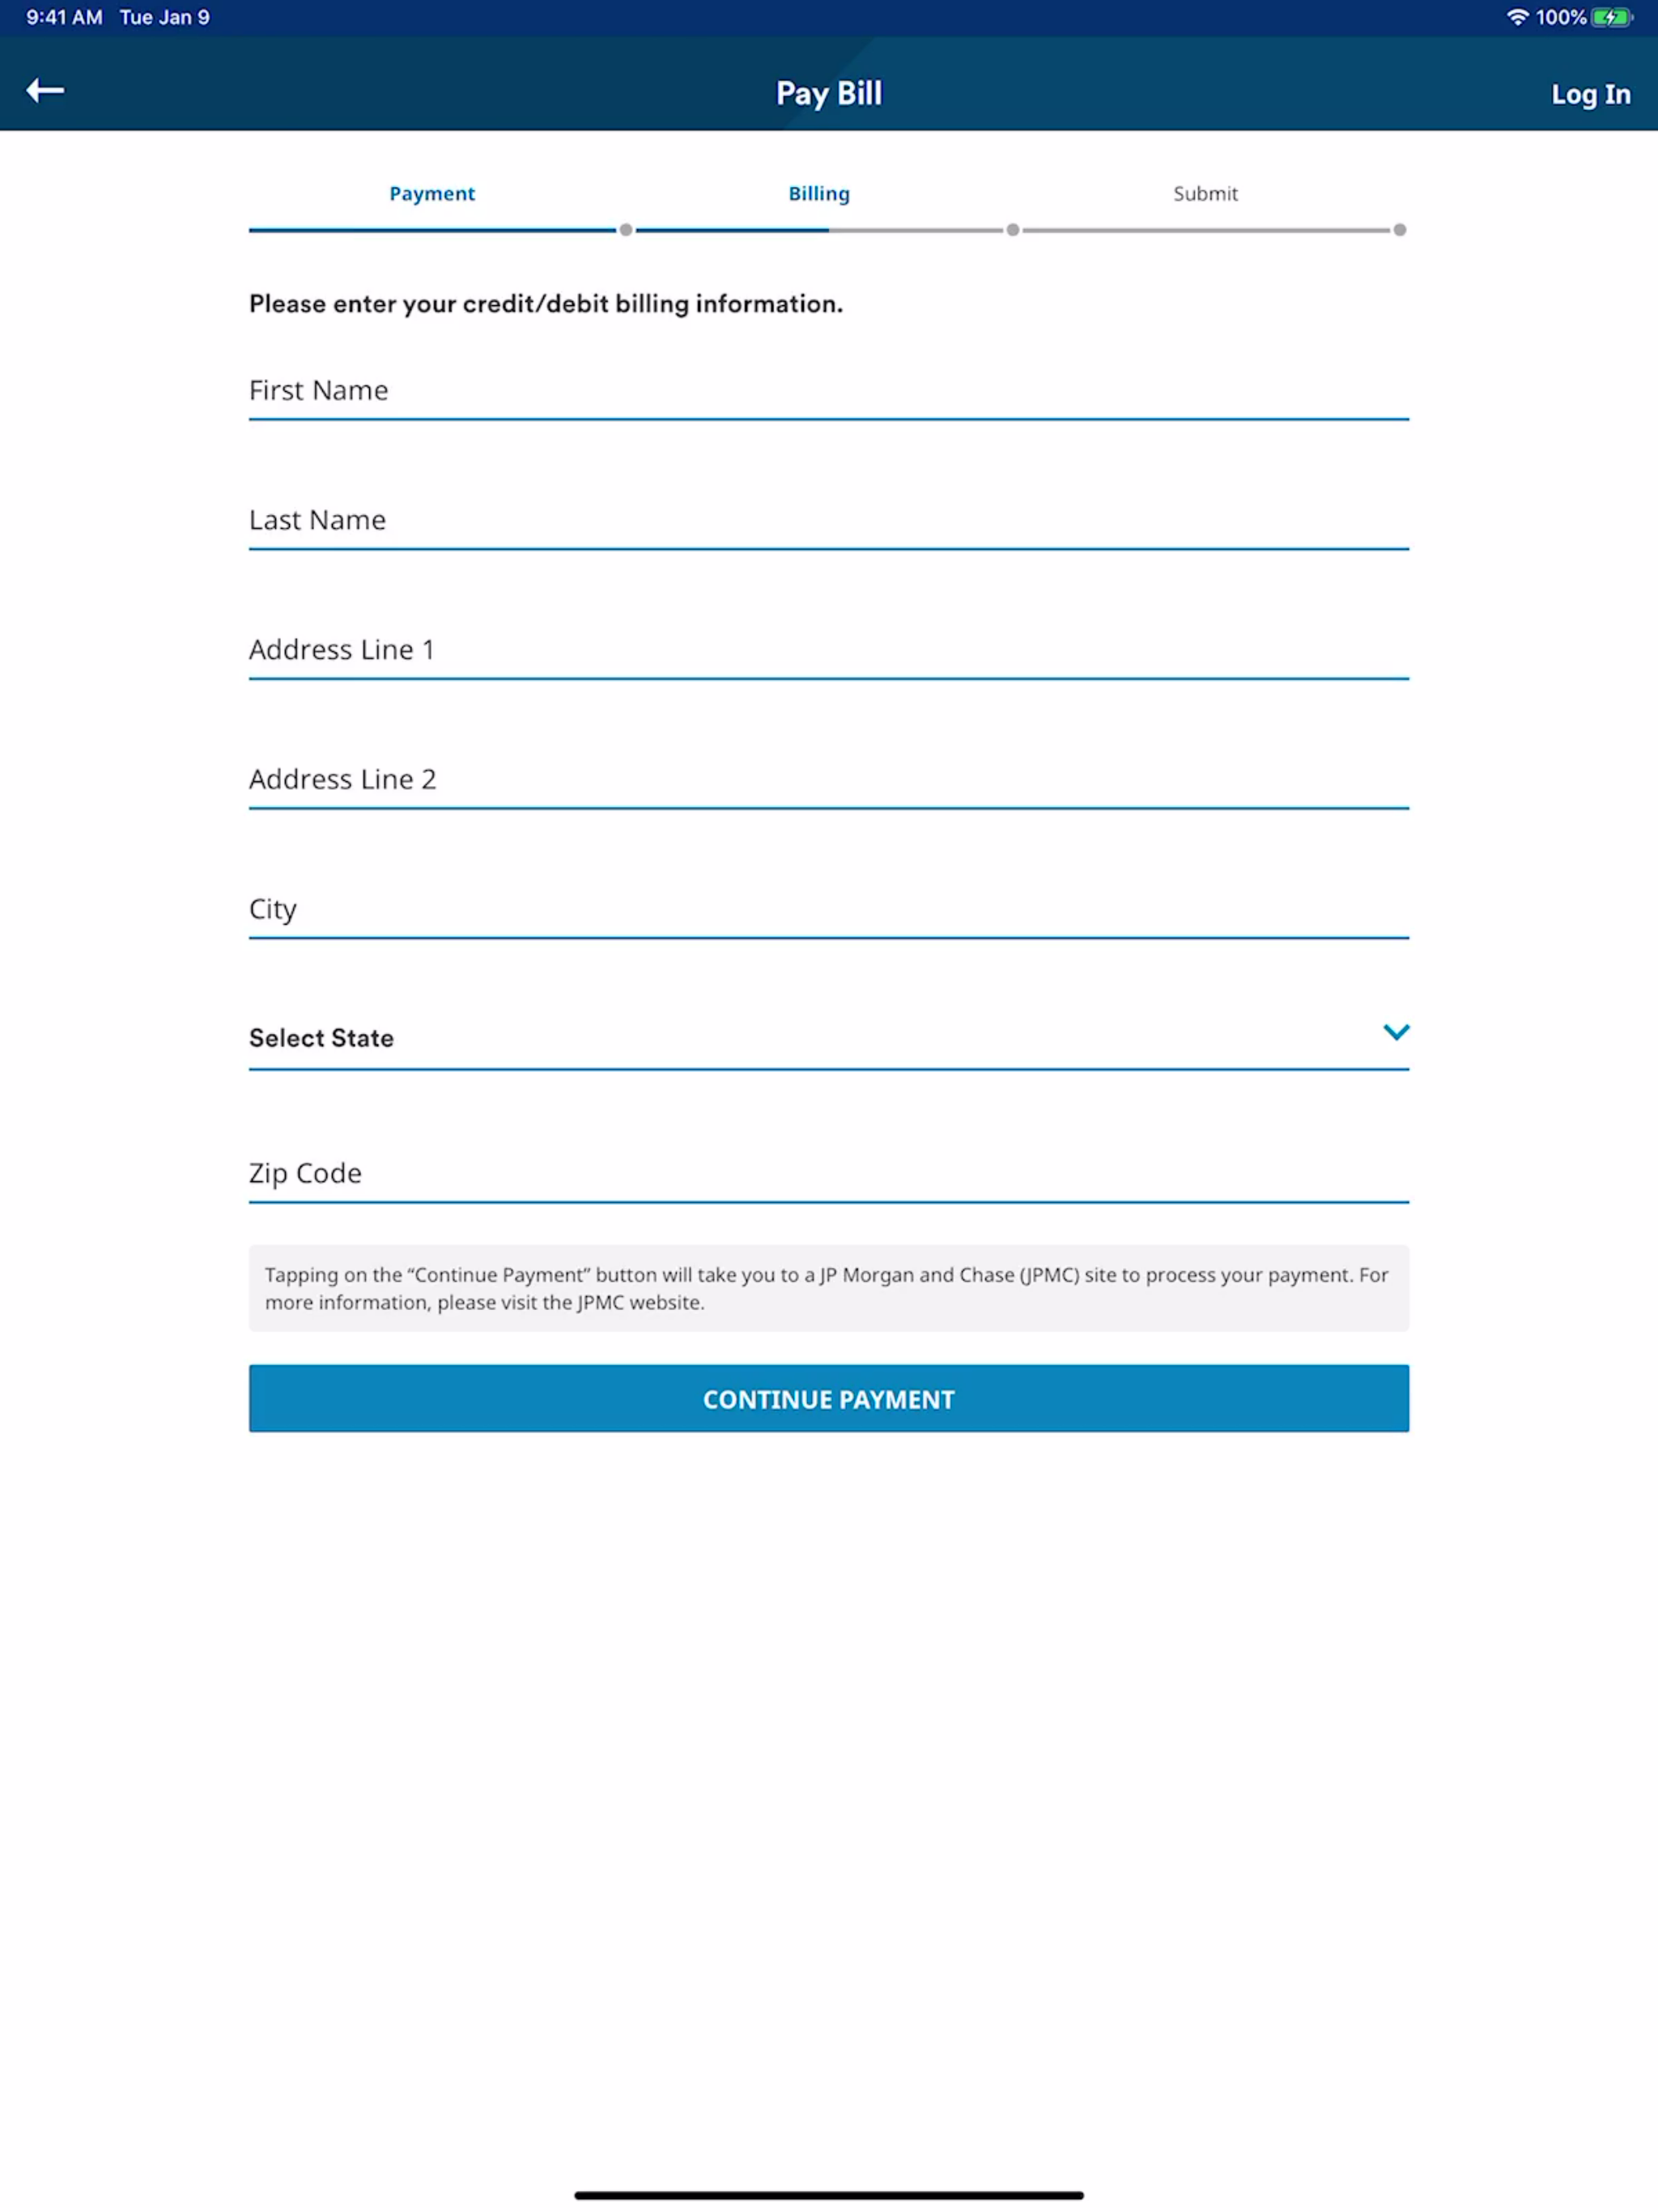 9:41 AM Tue Jan 9
100%
Pay Bill
Log In
Payment
Billing
Submit
Please enter your credit/debit billing information.
First Name
Last Name
Address Line 1
Address Line 2
City
Select State
Zip Code
Tapping on the “Continue Payment” button will take you to a JP Morgan and Chase (JPMC) site to process your payment. For
more information, please visit the JPMC website.
CONTINUE PAYMENT